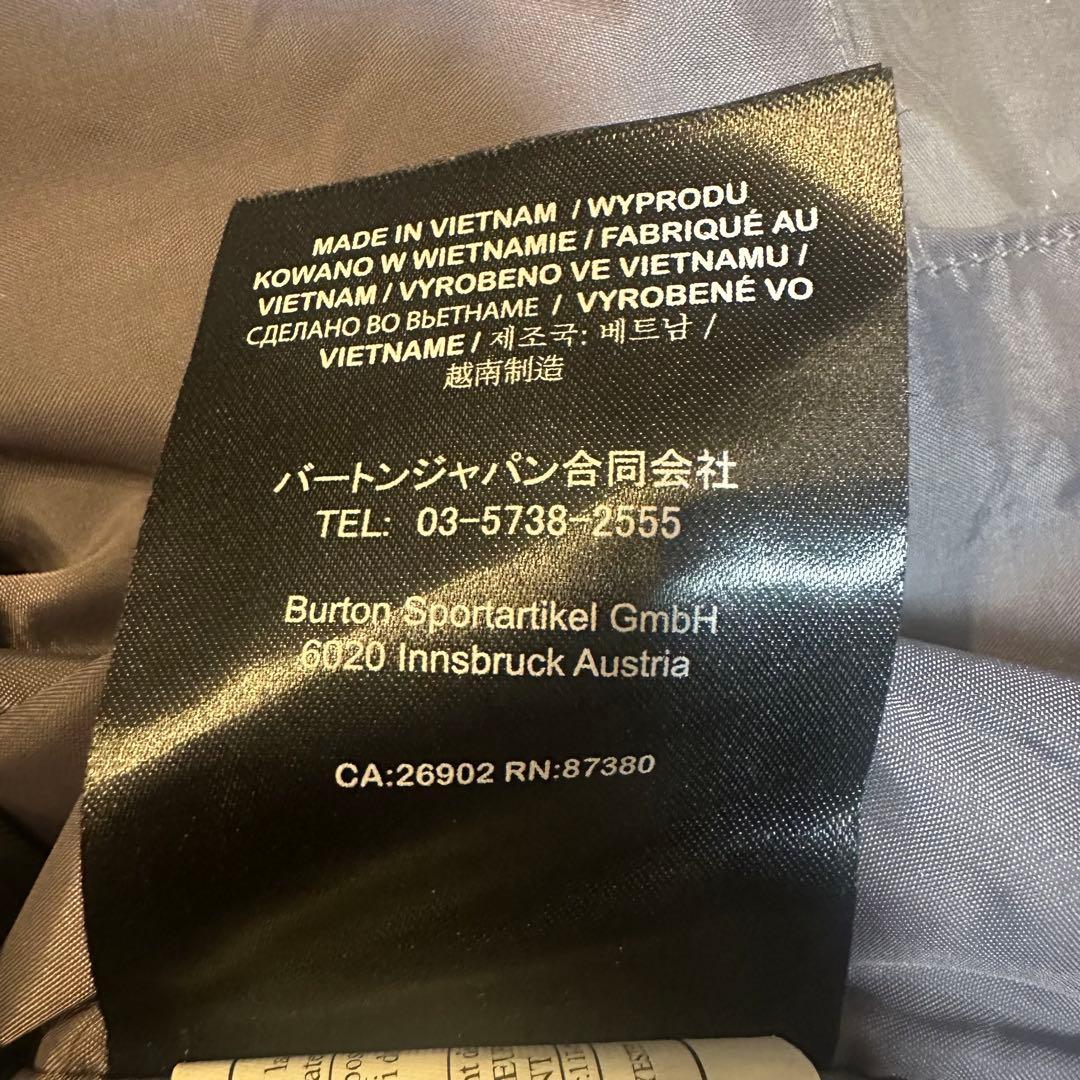 MADE IN VIETNAM / WYPRODU
KOWANO W WIETNAMIE / FABRIQUÉ AU
VIETNAM / VYROBENO VE VIETNAMU /
СДЕЛАНО ВО ВЬЕТНАМЕ / VYROBENÉ VO
VIETNAME / 제조국: 베트남 /
越南制造
バートンジャパン合同会社
TEL: 03-5738-2555
Burton Sportartikel GmbH
6020 Innsbruck Austria
CA:26902 RN:87380